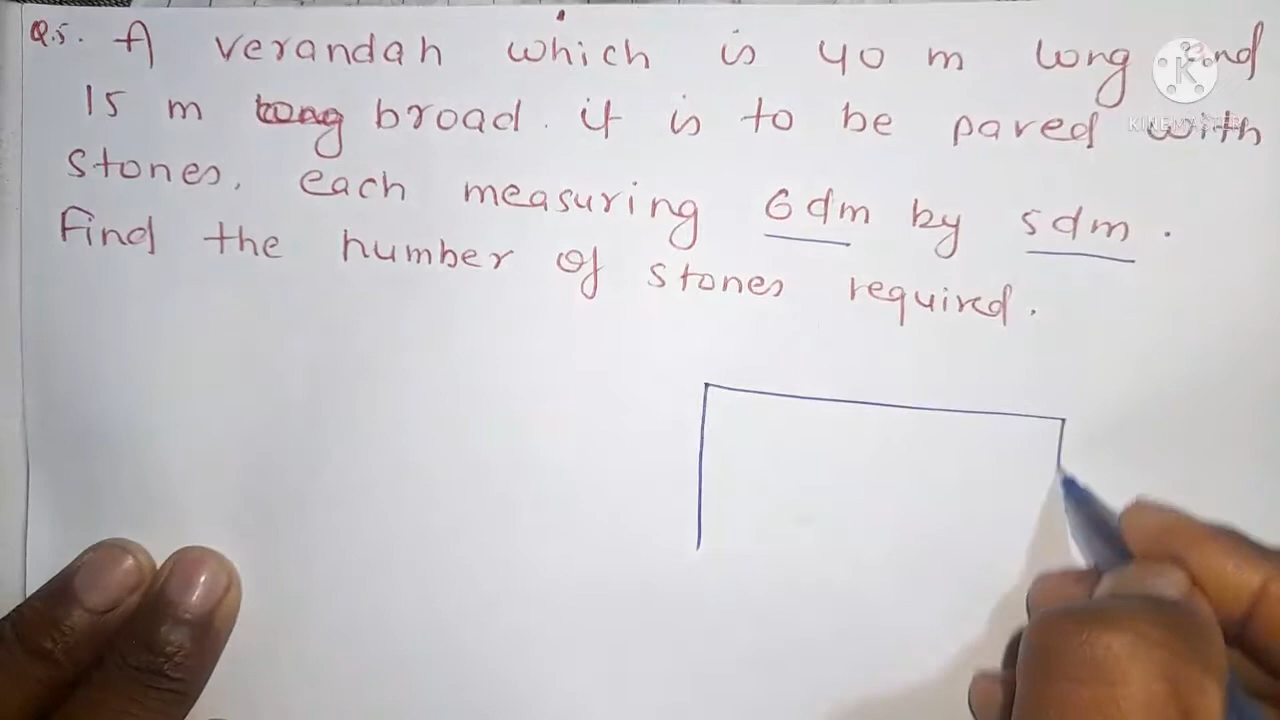 Q.5. A verandah which is 40 m long and
15 m long broad. it is to be paved with
stones, each measuring 6dm by 5dm.
Find the number of stones required.
K
KINEMASTER